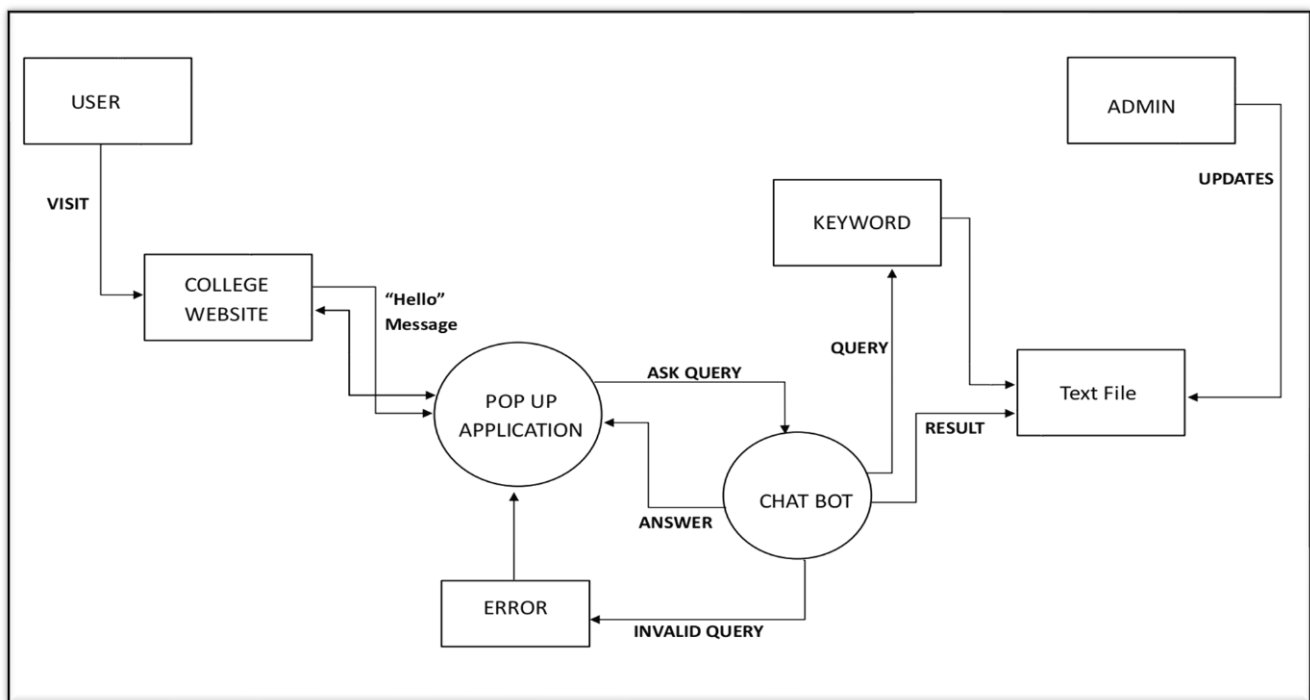 USER
ADMIN
UPDATES
VISIT
KEYWORD
COLLEGE
WEBSITE
“Hello”
Message
QUERY
ASK QUERY
POP UP
APPLICATION
Text File
RESULT
CHAT BOT
ANSWER
ERROR
INVALID QUERY